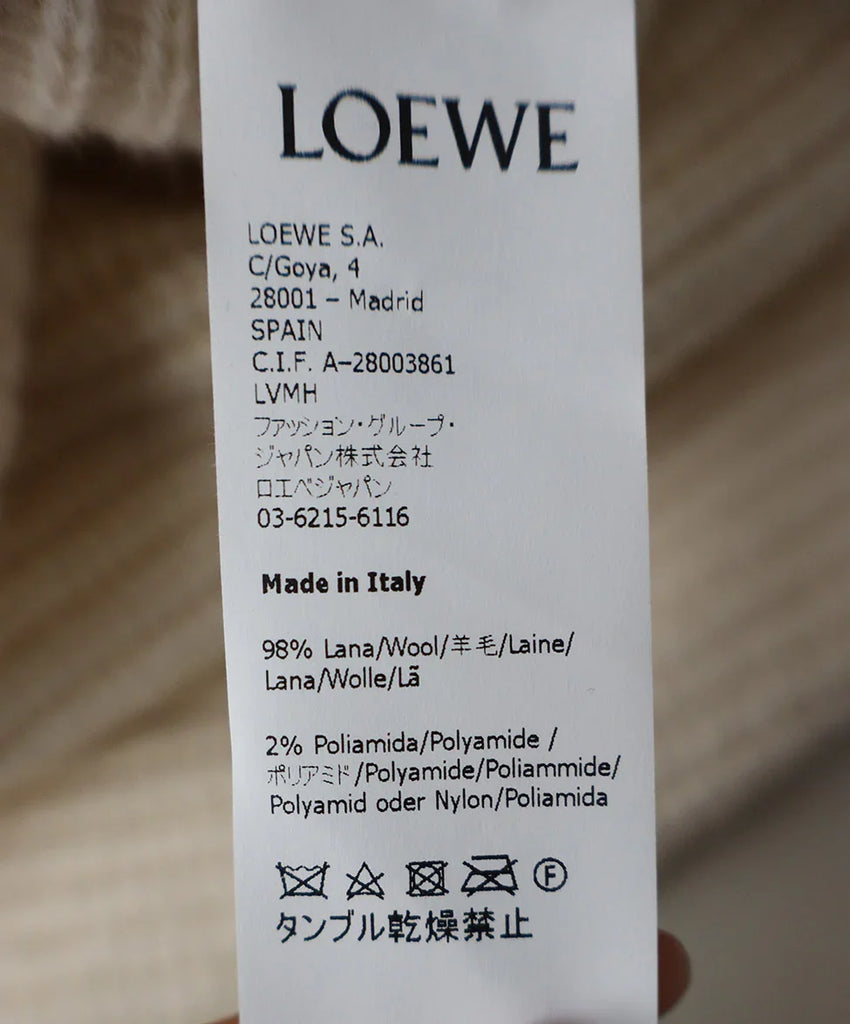 LOEWE
LOEWE S.A.
C/Goya, 4
28001 – Madrid
SPAIN
C.I.F. A–28003861
LVMH
ファッション・グループ・
ジャパン株式会社
ロエベジャパン
03-6215-6116
Made in Italy
98% Lana/Wool/羊毛/Laine/
Lana/Wolle/Lã
2% Poliamida/Polyamide /
ポリアミド/Polyamide/Poliammide/
Polyamid oder Nylon/Poliamida
F
タンブル乾燥禁止